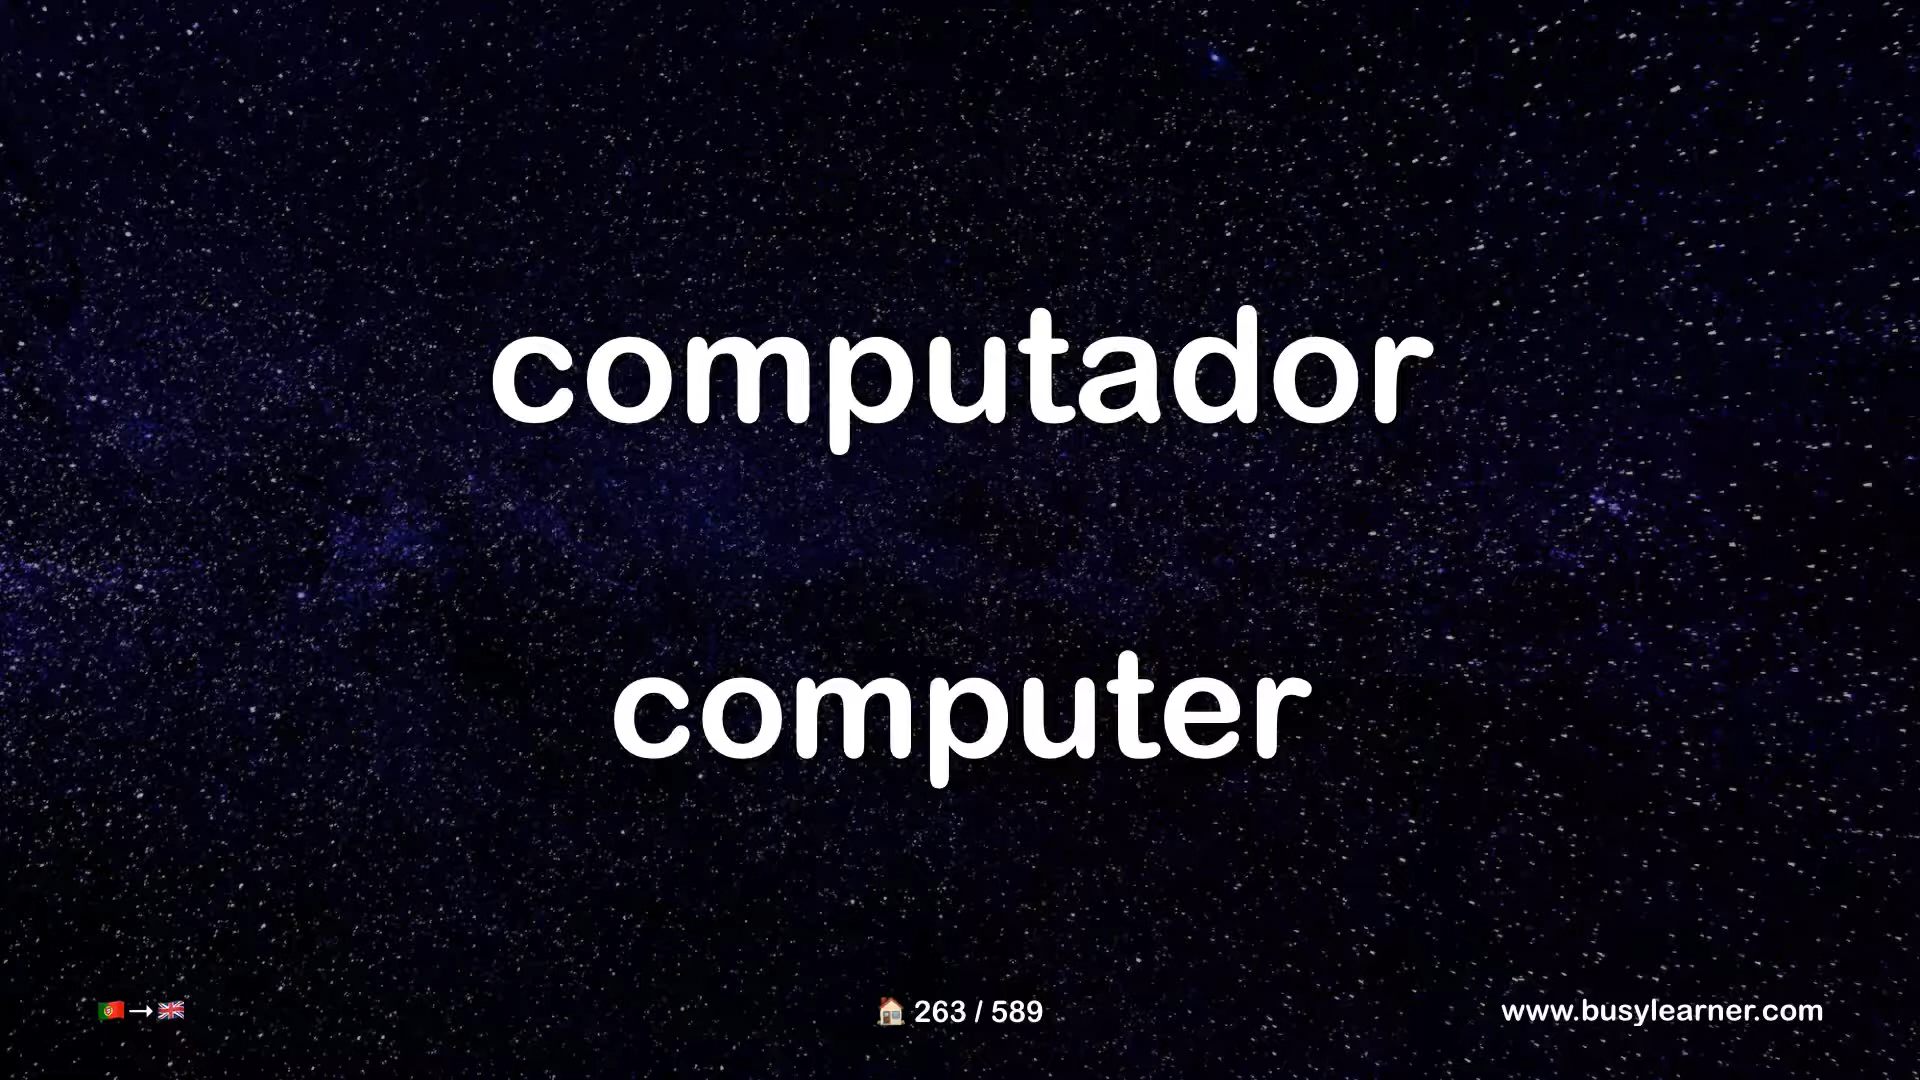 computador
computer
🇵🇹→🇬🇧
🏠 263 / 589
www.busylearner.com